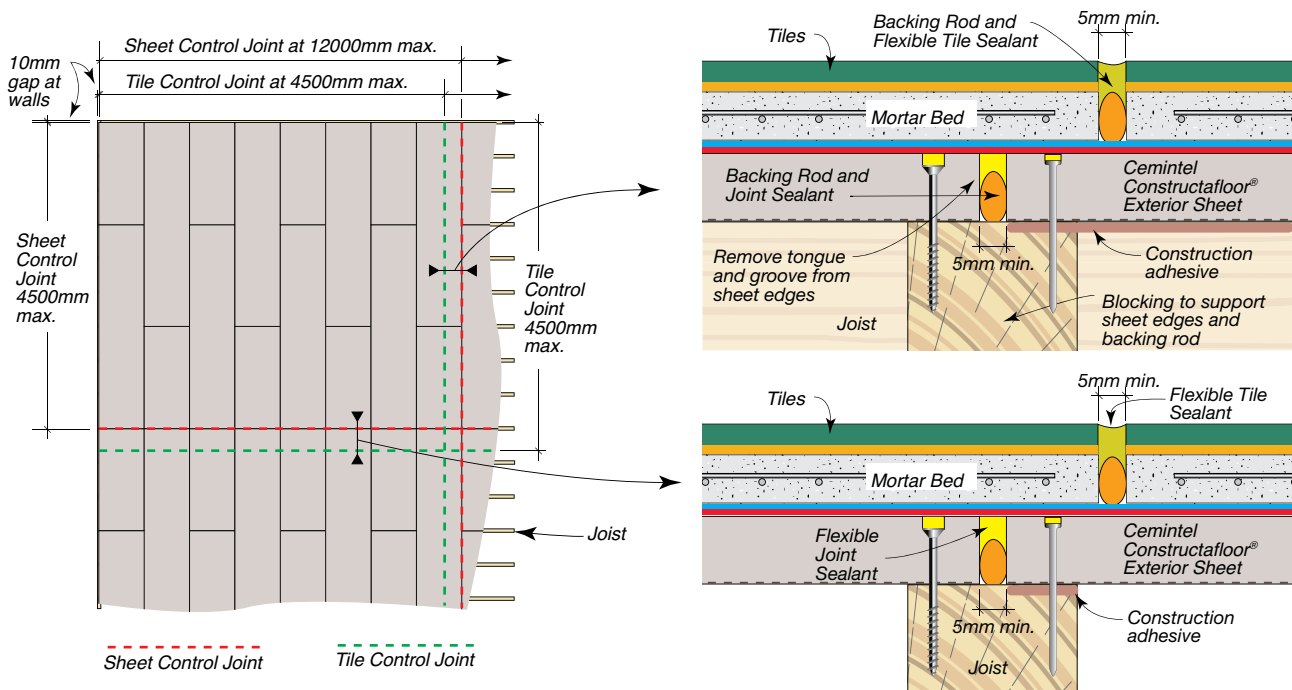 Sheet Control Joint at 12000mm max.
10mm
gap at
walls
Tile Control Joint at 4500mm max.
Sheet
Control
Joint
4500mm
max.
Tile
Control
Joint
4500mm
max.
Joist
Sheet Control Joint
Tile Control Joint
Tiles
Backing Rod and
Flexible Tile Sealant
5mm min.
Mortar Bed
Backing Rod and
Joint Sealant
Cemintel
Constructafloor®
Exterior Sheet
Remove tongue
and groove from
sheet edges
5mm min.
Construction
adhesive
Joist
Blocking to support
sheet edges and
backing rod
Tiles
5mm min.
Flexible Tile
Sealant
Mortar Bed
Flexible
Joint
Sealant
Cemintel
Constructafloor®
Exterior Sheet
5mm min.
Construction
adhesive
Joist